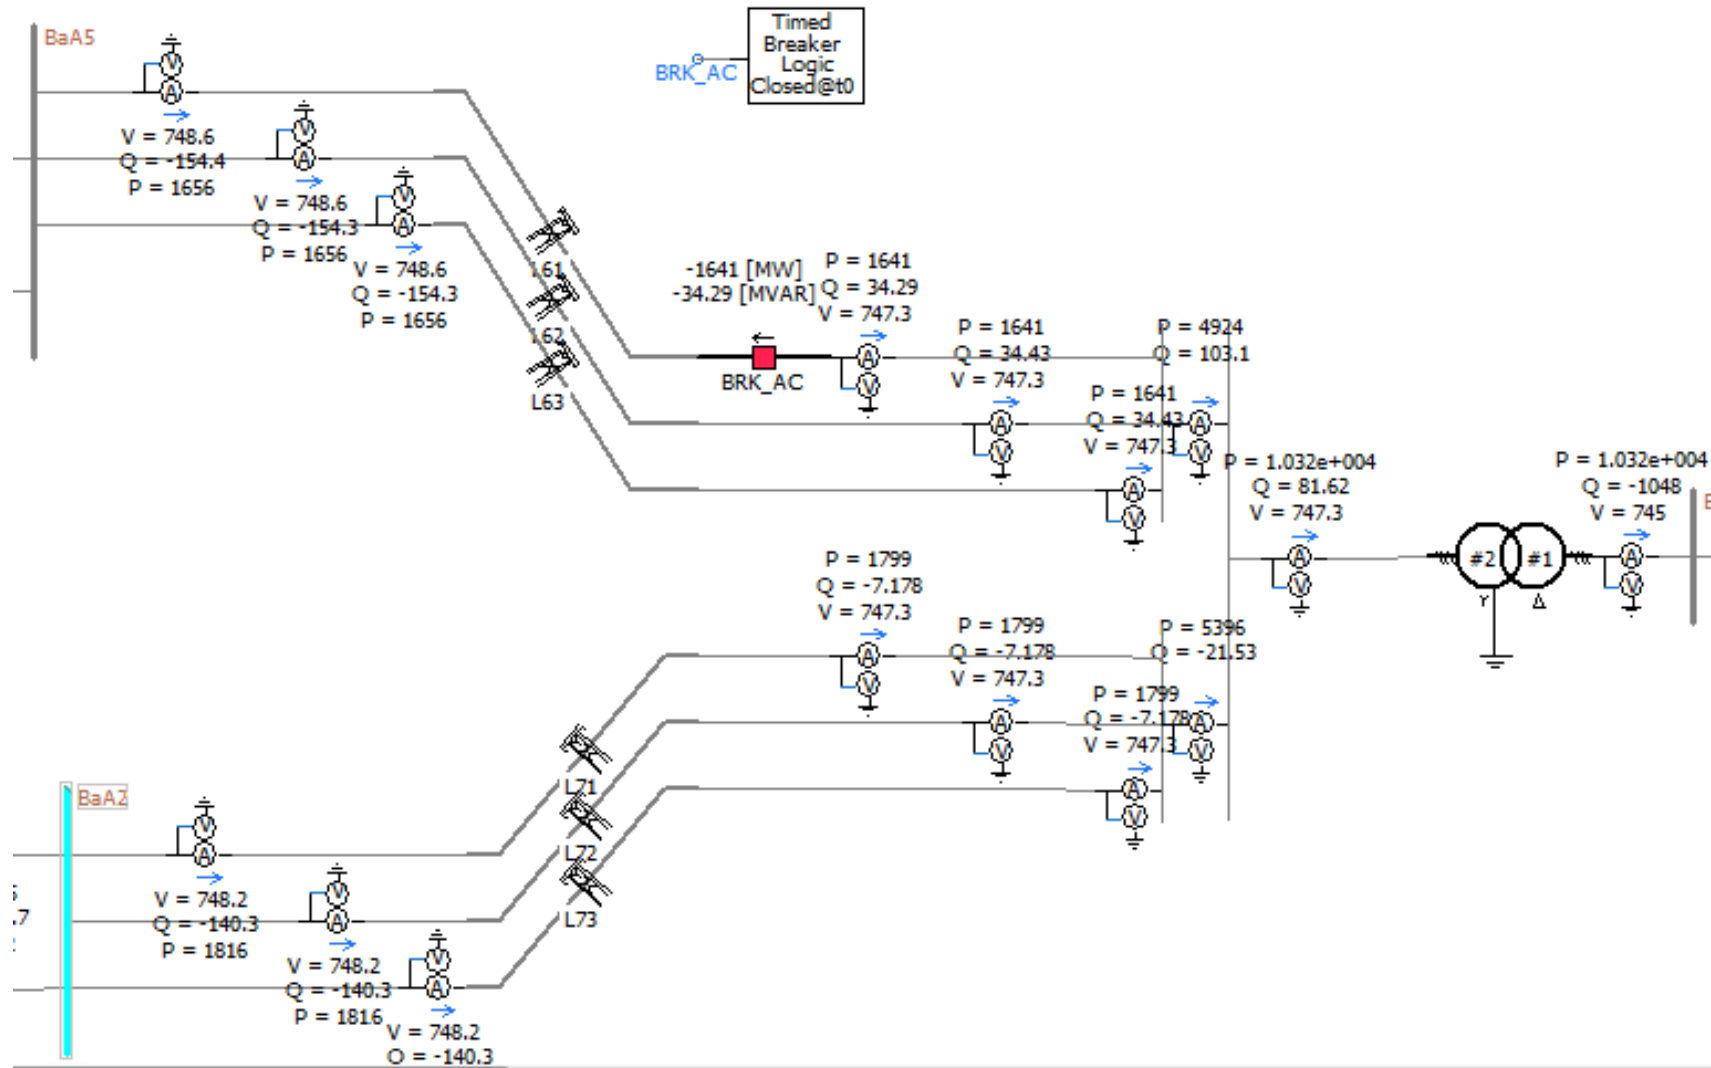 BaA5
Timed
Breaker
Logic
Closed@t0
BRK_AC
V = 748.6
Q = -154.4
P = 1656
V = 748.6
Q = -154.3
P = 1656
V = 748.6
Q = -154.3
P = 1656
L61
L62
L63
-1641 [MW]
-34.29 [MVAR]
BRK_AC
P = 1641
Q = 34.29
V = 747.3
P = 1641
Q = 34.43
V = 747.3
P = 1641
Q = 34.43
V = 747.3
P = 4924
Q = 103.1
P = 1.032e+004
Q = 81.62
V = 747.3
#2
#1
Y
Δ
P = 1.032e+004
Q = -1048
V = 745
P = 1799
Q = -7.178
V = 747.3
P = 1799
Q = -7.178
V = 747.3
P = 1799
Q = -7.178
V = 747.3
P = 5396
Q = -21.53
L71
L72
L73
BaA2
V = 748.2
Q = -140.3
P = 1816
V = 748.2
Q = -140.3
P = 1816
V = 748.2
Q = -140.3
.7